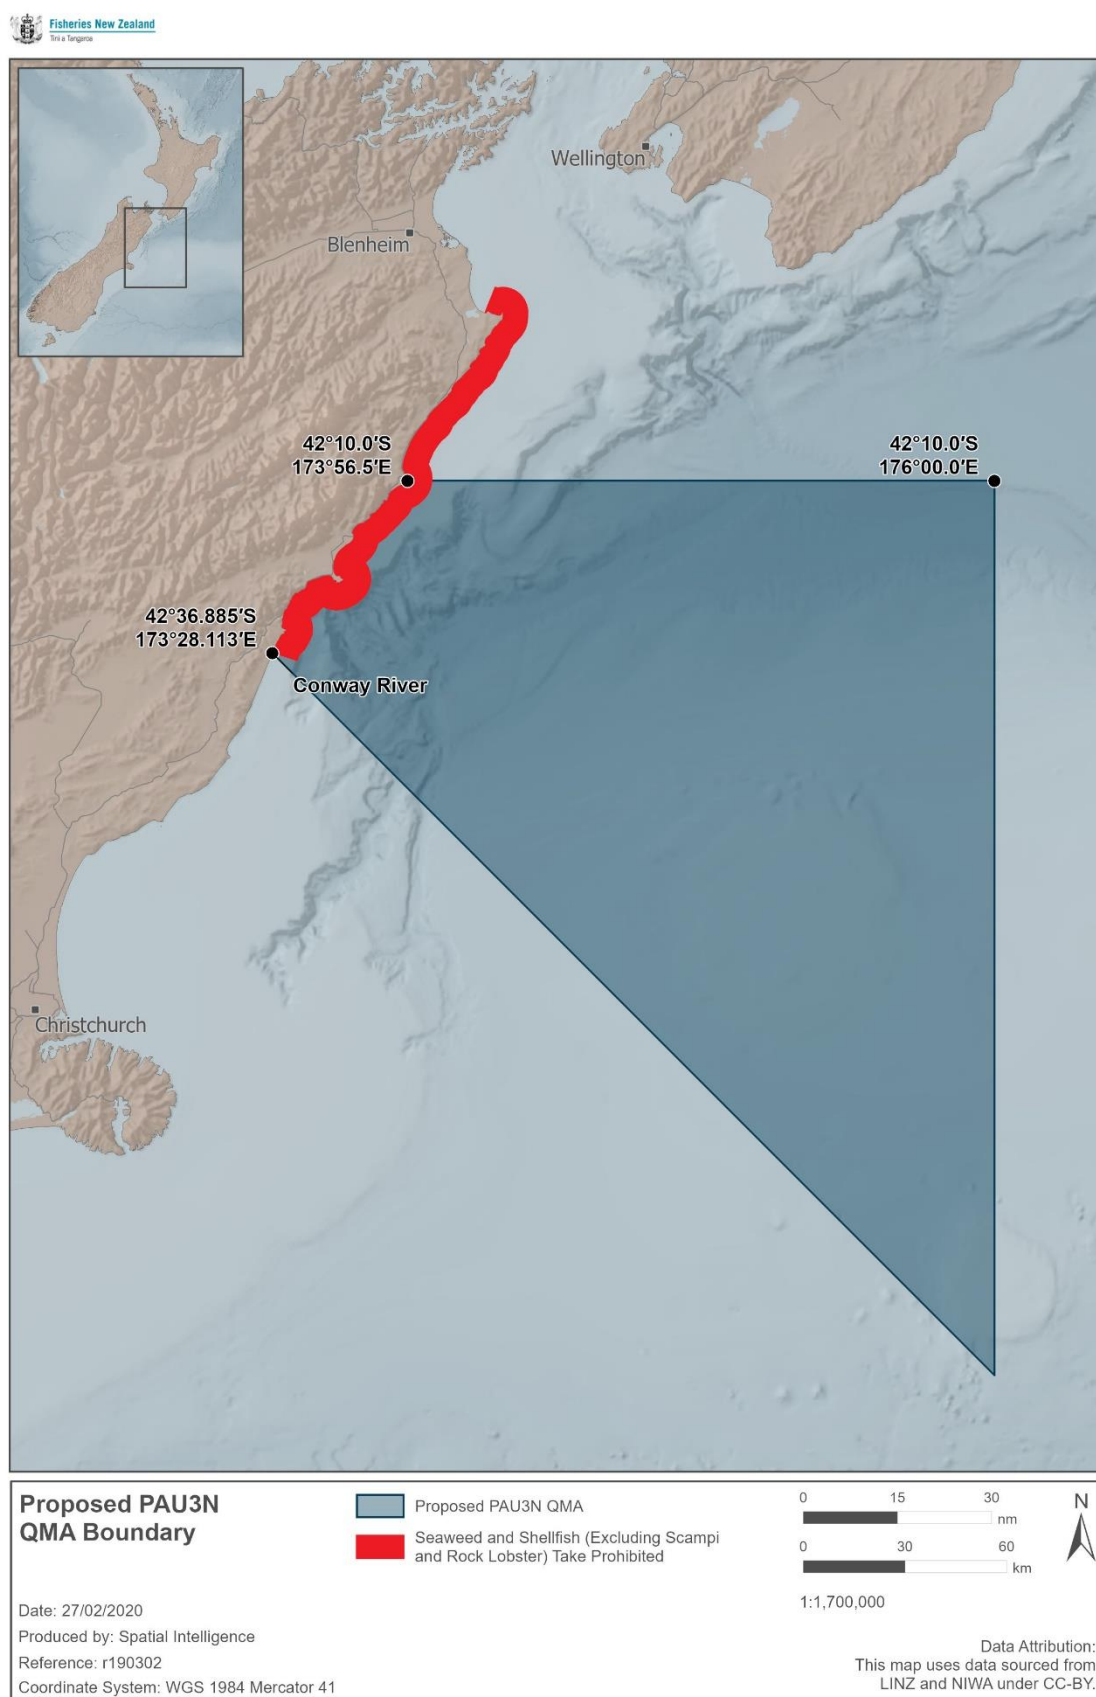 Fisheries New Zealand
Tini a Tangaroa
Wellington
Blenheim
42°10.0'S
173°56.5'E
42°10.0'S
176°00.0'E
42°36.885'S
173°28.113'E
Conway River
Christchurch
Proposed PAU3N
QMA Boundary
Date: 27/02/2020
Produced by: Spatial Intelligence
Reference: r190302
Coordinate System: WGS 1984 Mercator 41
Proposed PAU3N QMA
Seaweed and Shellfish (Excluding Scampi
and Rock Lobster) Take Prohibited
0 15 30
nm
0 30 60
km
1:1,700,000
N
Data Attribution:
This map uses data sourced from
LINZ and NIWA under CC-BY.